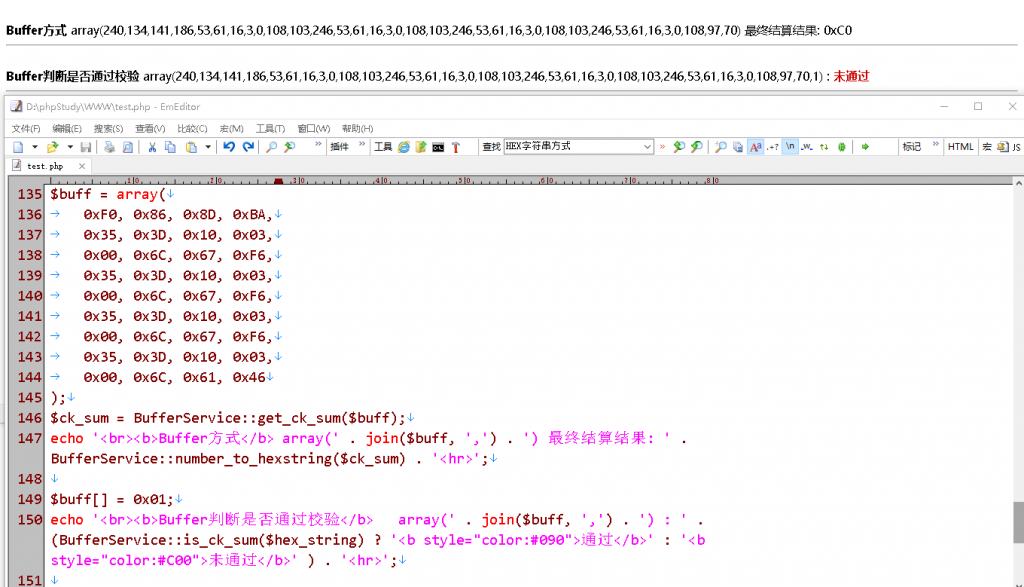 Buffer方式 array(240,134,141,186,53,61,16,3,0,108,103,246,53,61,16,3,0,108,103,246,53,61,16,3,0,108,103,246,53,61,16,3,0,108,97,70) 最终结算结果: 0xC0
Buffer判断是否通过校验 array(240,134,141,186,53,61,16,3,0,108,103,246,53,61,16,3,0,108,103,246,53,61,16,3,0,108,103,246,53,61,16,3,0,108,97,70,1) : 未通过
D:\phpStudy\WWW\test.php - EmEditor
文件(F) 编辑(E) 搜索(S) 查看(V) 比较(C) 宏(M) 工具(T) 窗口(W) 帮助(H)
插件 工具 查找 HEX字符串方式 标记 HTML 宏 JS
test.php
135 $buff = array(
136 0xF0, 0x86, 0x8D, 0xBA,
137 0x35, 0x3D, 0x10, 0x03,
138 0x00, 0x6C, 0x67, 0xF6,
139 0x35, 0x3D, 0x10, 0x03,
140 0x00, 0x6C, 0x67, 0xF6,
141 0x35, 0x3D, 0x10, 0x03,
142 0x00, 0x6C, 0x67, 0xF6,
143 0x35, 0x3D, 0x10, 0x03,
144 0x00, 0x6C, 0x61, 0x46
145 );
146 $ck_sum = BufferService::get_ck_sum($buff);
147 echo '<br><b>Buffer方式</b> array(' . join($buff, ',') . ') 最终结算结果: ' .
BufferService::number_to_hexstring($ck_sum) . '<hr>';
148
149 $buff[] = 0x01;
150 echo '<br><b>Buffer判断是否通过校验</b>   array(' . join($buff, ',') . ') : ' .
(BufferService::is_ck_sum($hex_string) ? '<b style="color:#090">通过</b>' : '<b
style="color:#C00">未通过</b>' ) . '<hr>';
151